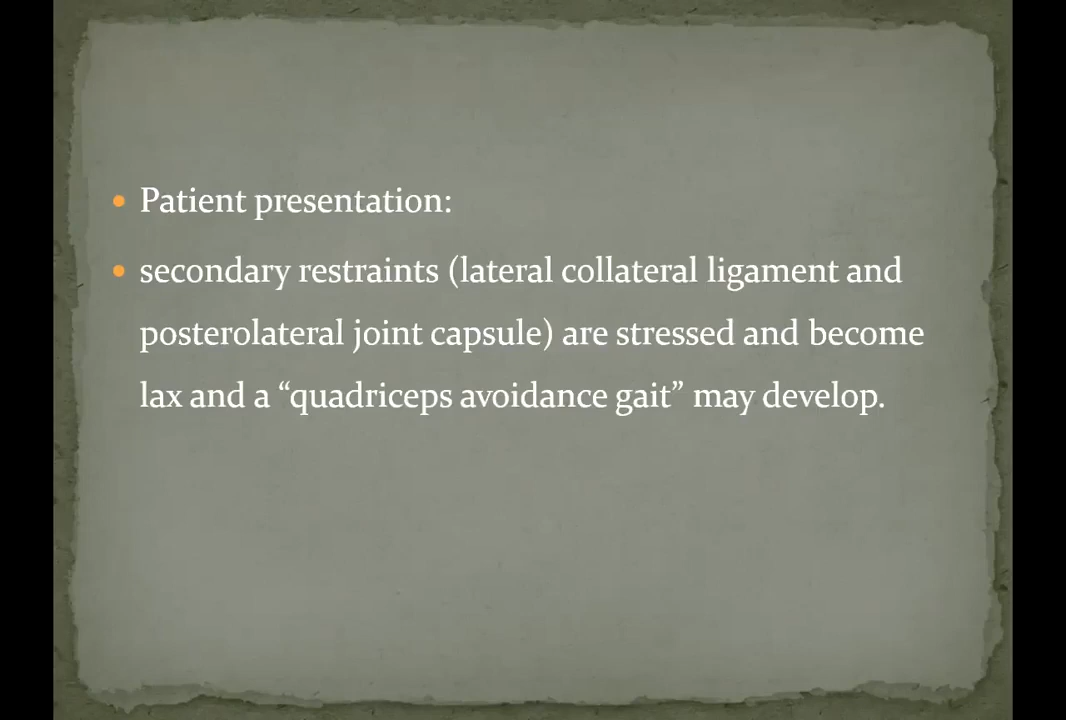 Patient presentation:
secondary restraints (lateral collateral ligament and
posterolateral joint capsule) are stressed and become
lax and a “quadriceps avoidance gait” may develop.